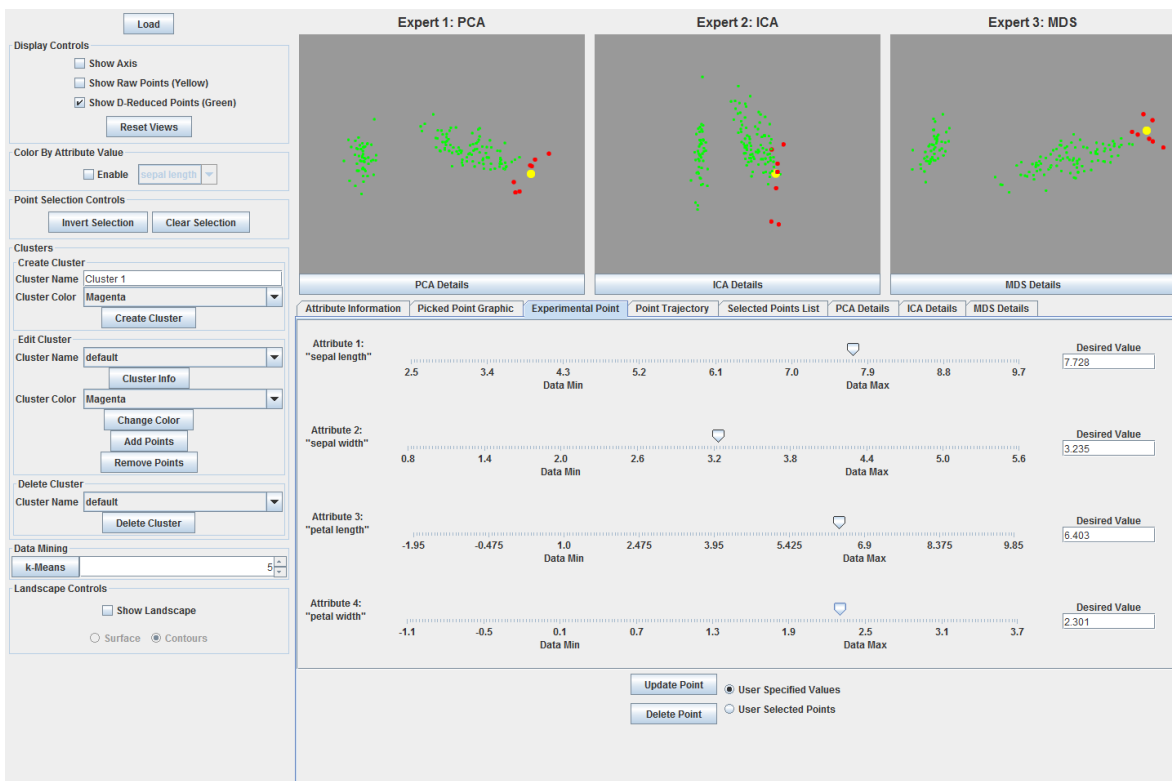 Load
Display Controls
Show Axis
Show Raw Points (Yellow)
Show D-Reduced Points (Green)
Reset Views
Color By Attribute Value
Enable sepal length
Point Selection Controls
Invert Selection Clear Selection
Clusters
Create Cluster
Cluster Name Cluster 1
Cluster Color Magenta
Create Cluster
Edit Cluster
Cluster Name default
Cluster Info
Cluster Color Magenta
Change Color
Add Points
Remove Points
Delete Cluster
Cluster Name default
Delete Cluster
Data Mining
k-Means 5
Landscape Controls
Show Landscape
Surface Contours
Expert 1: PCA Expert 2: ICA Expert 3: MDS
PCA Details ICA Details MDS Details
Attribute Information Picked Point Graphic Experimental Point Point Trajectory Selected Points List PCA Details ICA Details MDS Details
Attribute 1:
"sepal length"
2.5 3.4 4.3 5.2 6.1 7.0 7.9 8.8 9.7
Data Min Data Max
Desired Value
7.728
Attribute 2:
"sepal width"
0.8 1.4 2.0 2.6 3.2 3.8 4.4 5.0 5.6
Data Min Data Max
Desired Value
3.235
Attribute 3:
"petal length"
-1.95 -0.475 1.0 2.475 3.95 5.425 6.9 8.375 9.85
Data Min Data Max
Desired Value
6.403
Attribute 4:
"petal width"
-1.1 -0.5 0.1 0.7 1.3 1.9 2.5 3.1 3.7
Data Min Data Max
Desired Value
2.301
Update Point User Specified Values
Delete Point User Selected Points